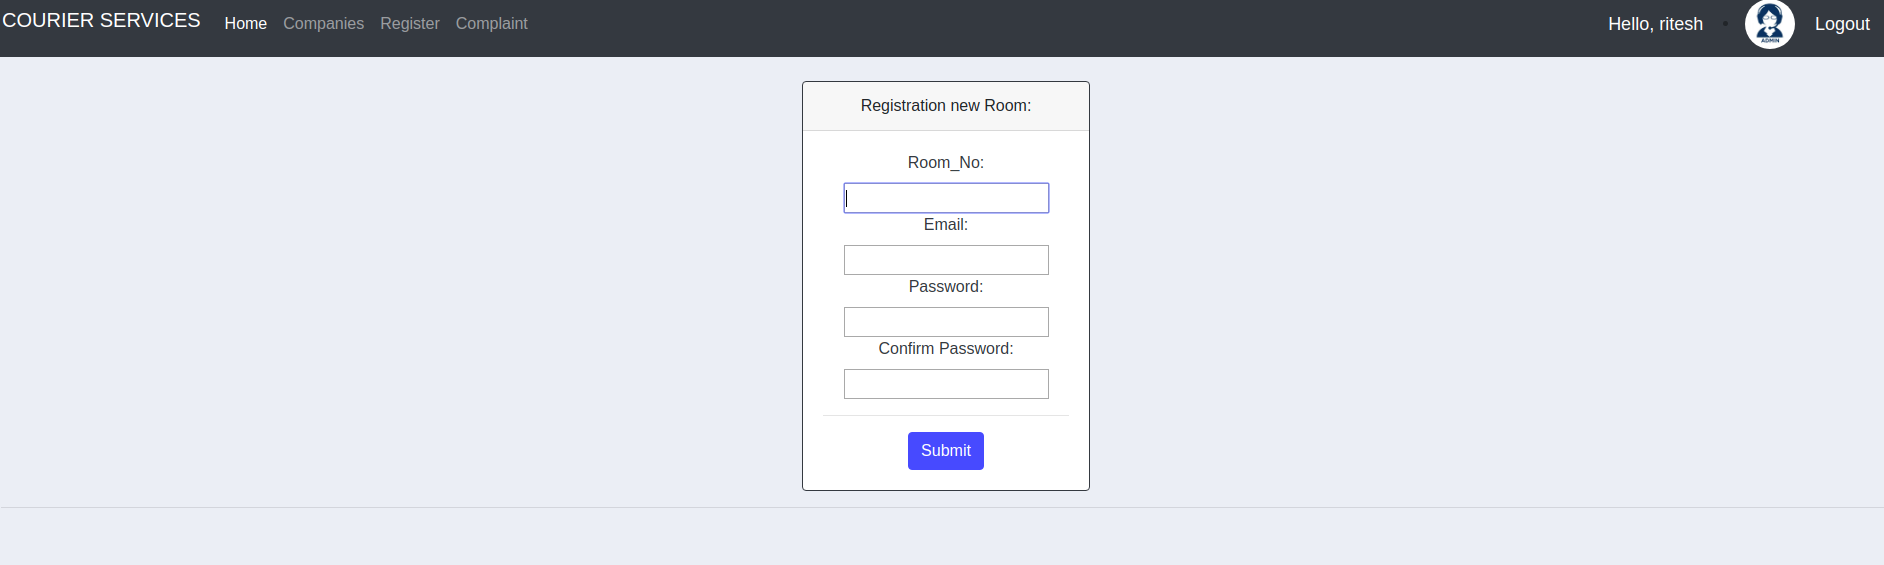 COURIER SERVICES Home Companies Register Complaint Hello, ritesh ADMIN Logout
Registration new Room:
Room_No:
Email:
Password:
Confirm Password:
Submit